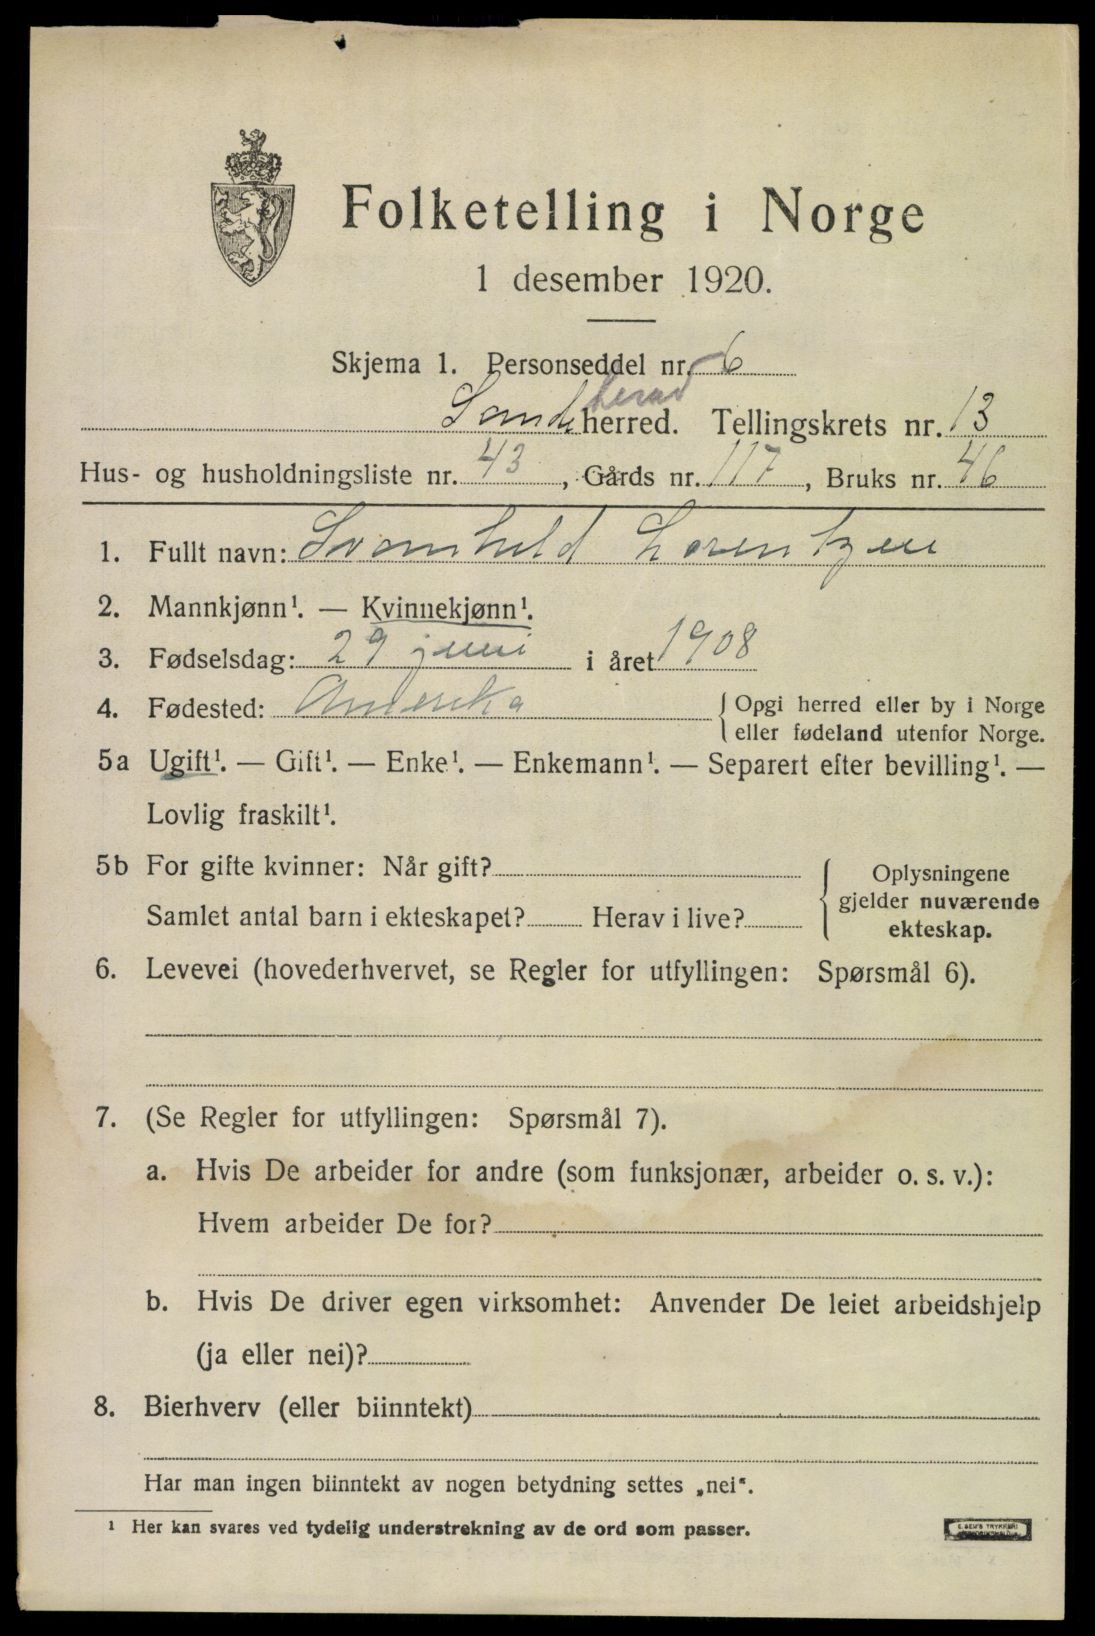 Folketelling i Norge
1 desember 1920.
Skjema 1. Personseddel nr. 6
herad
Sande herred. Tellingskrets nr. 13
Hus- og husholdningsliste nr. 43, Gårds nr. 117, Bruks nr. 46
1. Fullt navn: Svanhild Lorentzen
2. Mannkjønn¹. — Kvinnekjønn¹.
3. Fødselsdag: 29 juni i året 1908
4. Fødested: Amerika { Opgi herred eller by i Norge
eller fødeland utenfor Norge.
5a Ugift¹. — Gift¹. — Enke¹. — Enkemann¹. — Separert efter bevilling¹. —
Lovlig fraskilt¹.
5b For gifte kvinner: Når gift?
Samlet antal barn i ekteskapet? Herav i live?
Oplysningene
gjelder nuværende
ekteskap.
6. Levevei (hovederhvervet, se Regler for utfyllingen: Spørsmål 6).
7. (Se Regler for utfyllingen: Spørsmål 7).
a. Hvis De arbeider for andre (som funksjonær, arbeider o. s. v.):
Hvem arbeider De for?
b. Hvis De driver egen virksomhet: Anvender De leiet arbeidshjelp
(ja eller nei)?
8. Bierhverv (eller biinntekt)
Har man ingen biinntekt av nogen betydning settes „nei“.
¹ Her kan svares ved tydelig understrekning av de ord som passer.